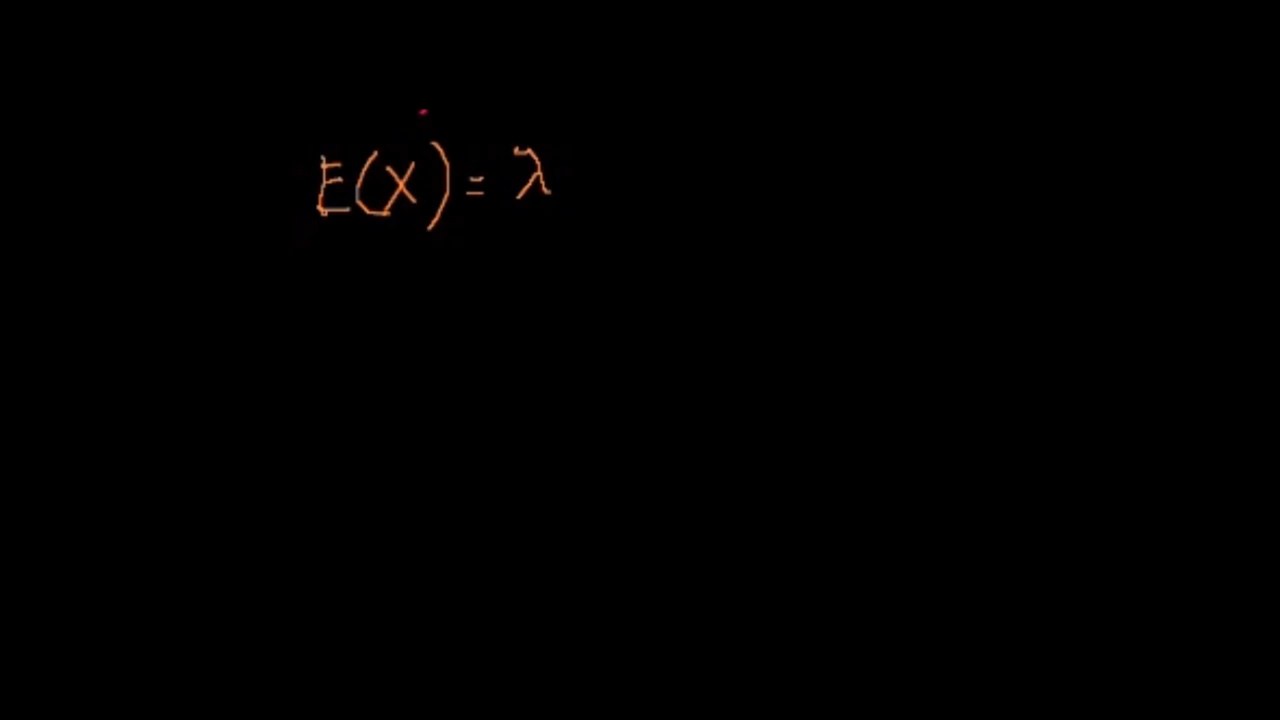 E(X) = λ